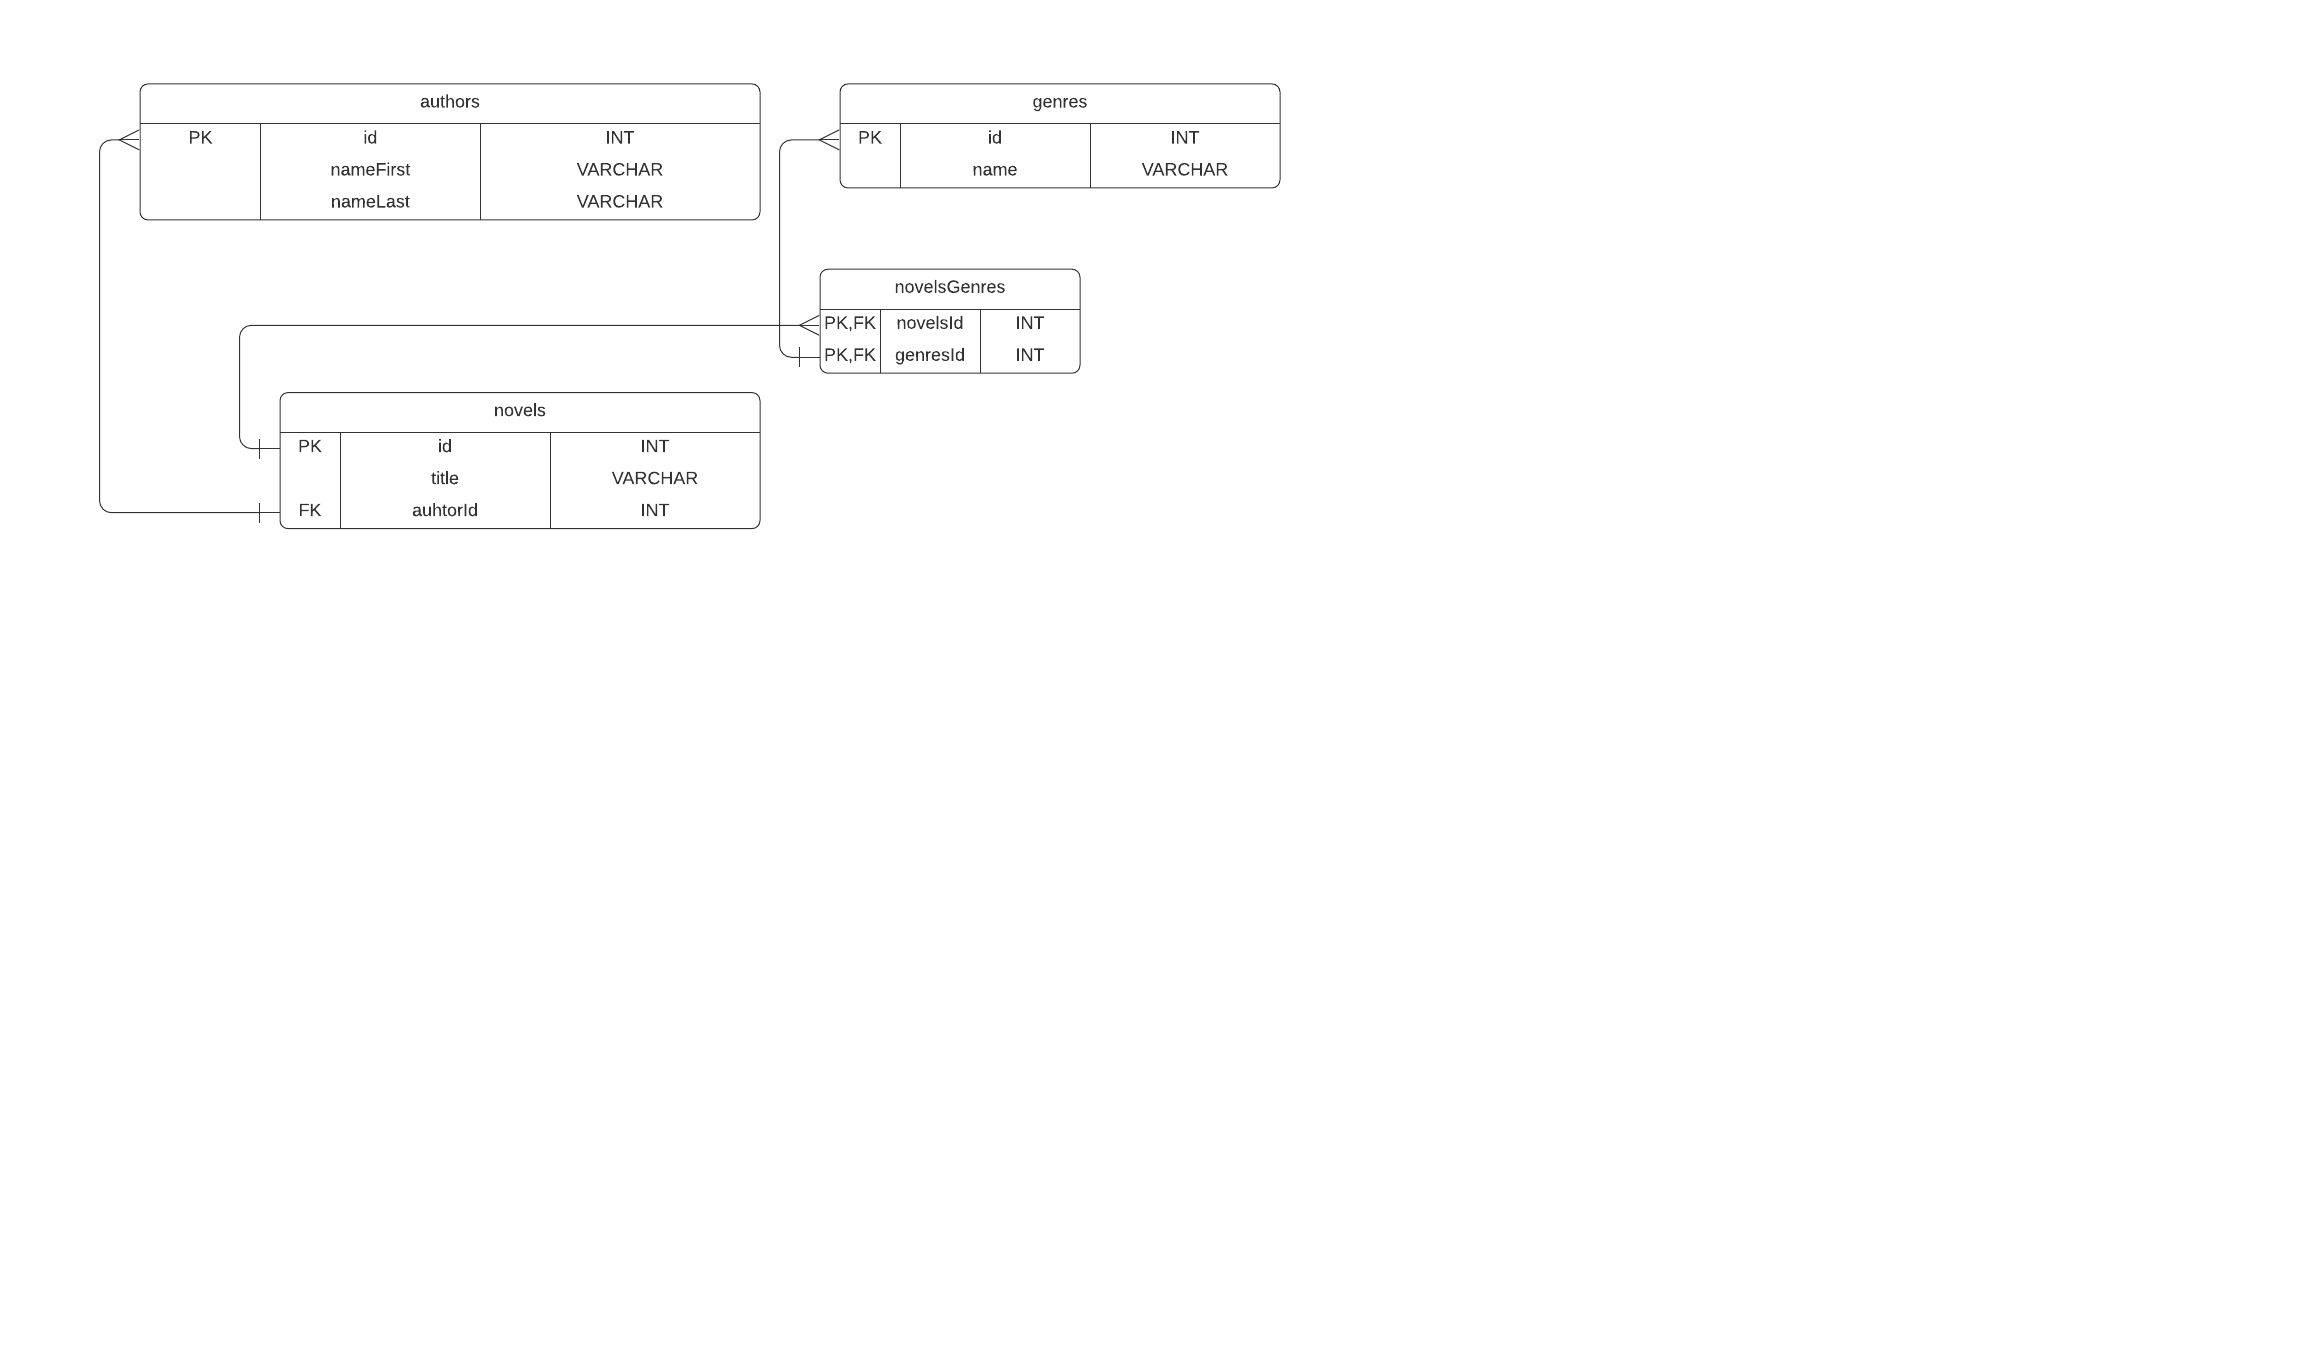 authors
PK id INT
nameFirst VARCHAR
nameLast VARCHAR
genres
PK id INT
name VARCHAR
novelsGenres
PK,FK novelsId INT
PK,FK genresId INT
novels
PK id INT
title VARCHAR
FK auhtorId INT